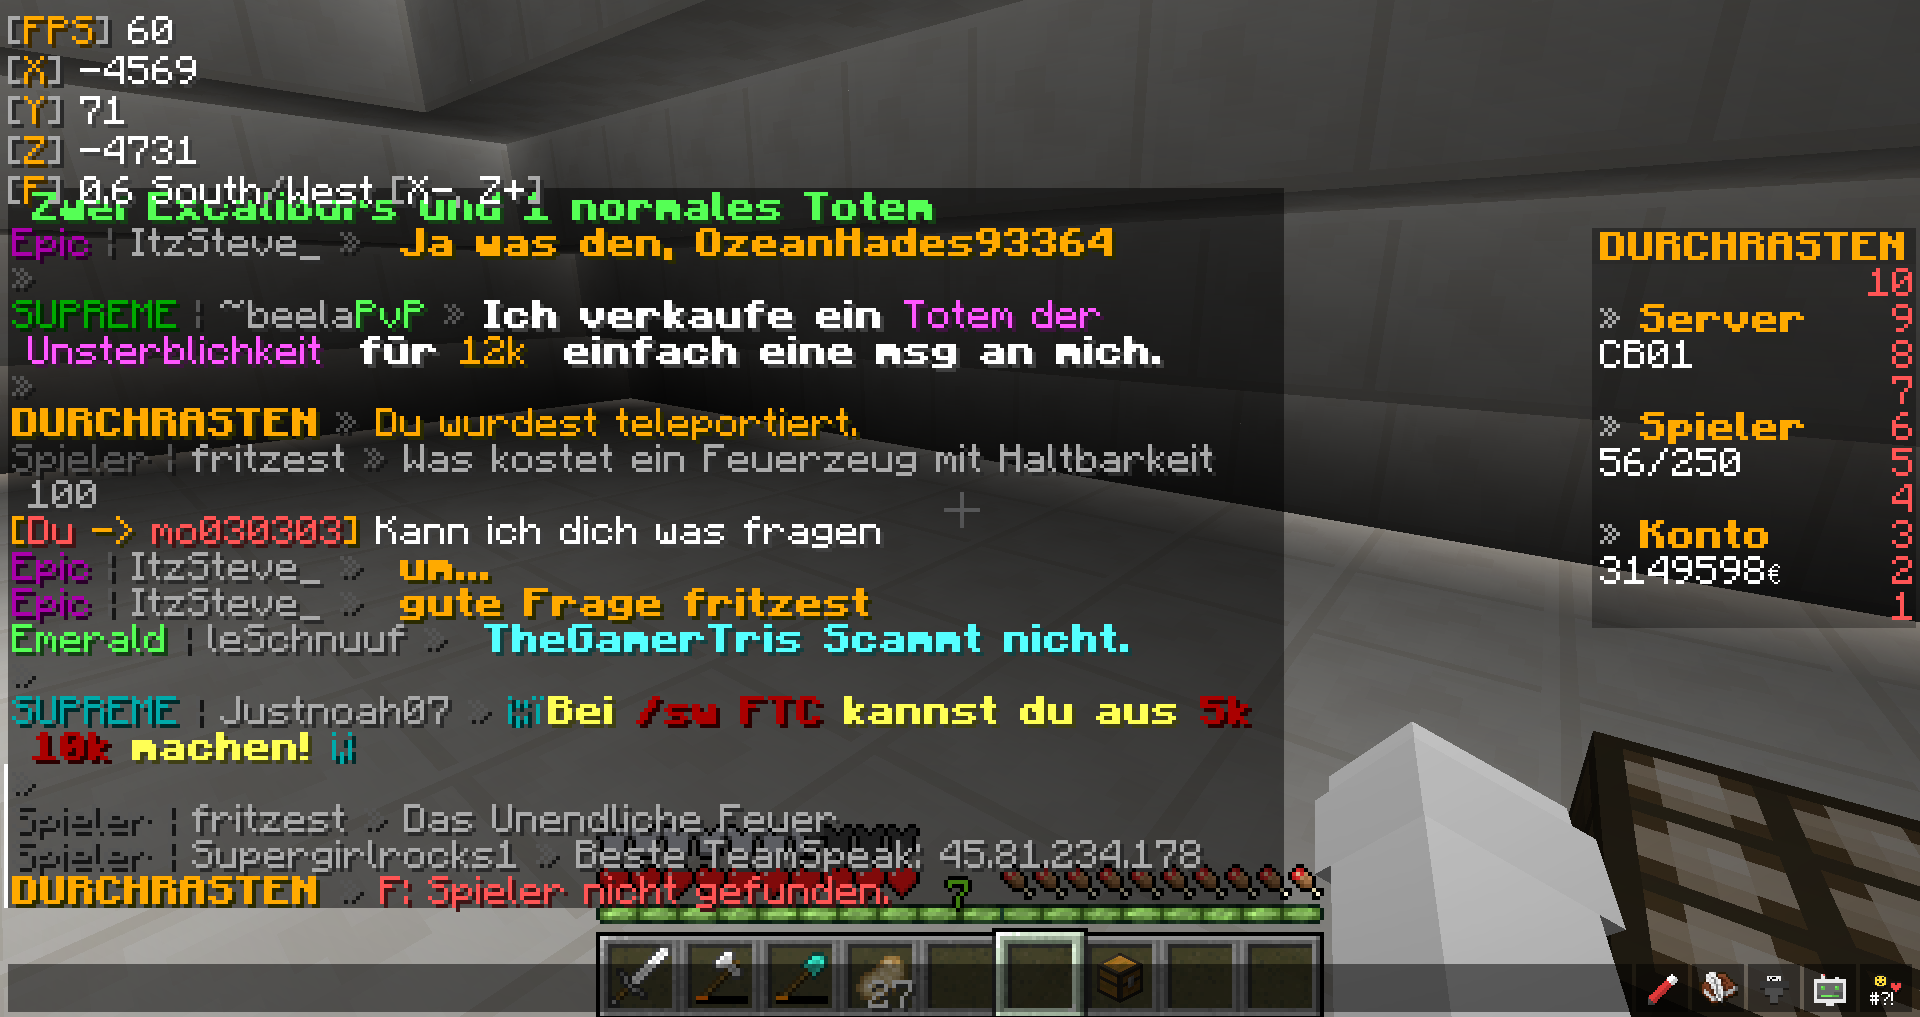 [FPS] 60
[X] -4569
[Y] 71
[Z] -4731
[F] 0.6 South/West [X-, Z+]
Zwei Excaliburs und 1 normales Totem
Epic | ItzSteve_ » Ja was den, OzeanHades93364
»
SUPREME | ~beelaPvP » Ich verkaufe ein Totem der
Unsterblichkeit für 12k einfach eine msg an mich.
»
DURCHRASTEN » Du wurdest teleportiert.
Spieler | fritzest » Was kostet ein Feuerzeug mit Haltbarkeit
100
[Du -> mo030303] Kann ich dich was fragen
Epic | ItzSteve_ » um...
Epic | ItzSteve_ » gute Frage fritzest
Emerald | leSchnuuf » TheGamerTris Scammt nicht.
»
SUPREME | Justnoah07 » Bei /sw FTC kannst du aus 5k
10k machen!
»
Spieler | fritzest » Das Unendliche Feuer
Spieler | Supergirlrocks1 » Beste TeamSpeak: 45.81.234.178
DURCHRASTEN » F: Spieler nicht gefunden.
7
27
DURCHRASTEN
10
» Server 9
CB01 8
7
» Spieler 6
56/250 5
4
» Konto 3
3149598€ 2
1
#?!